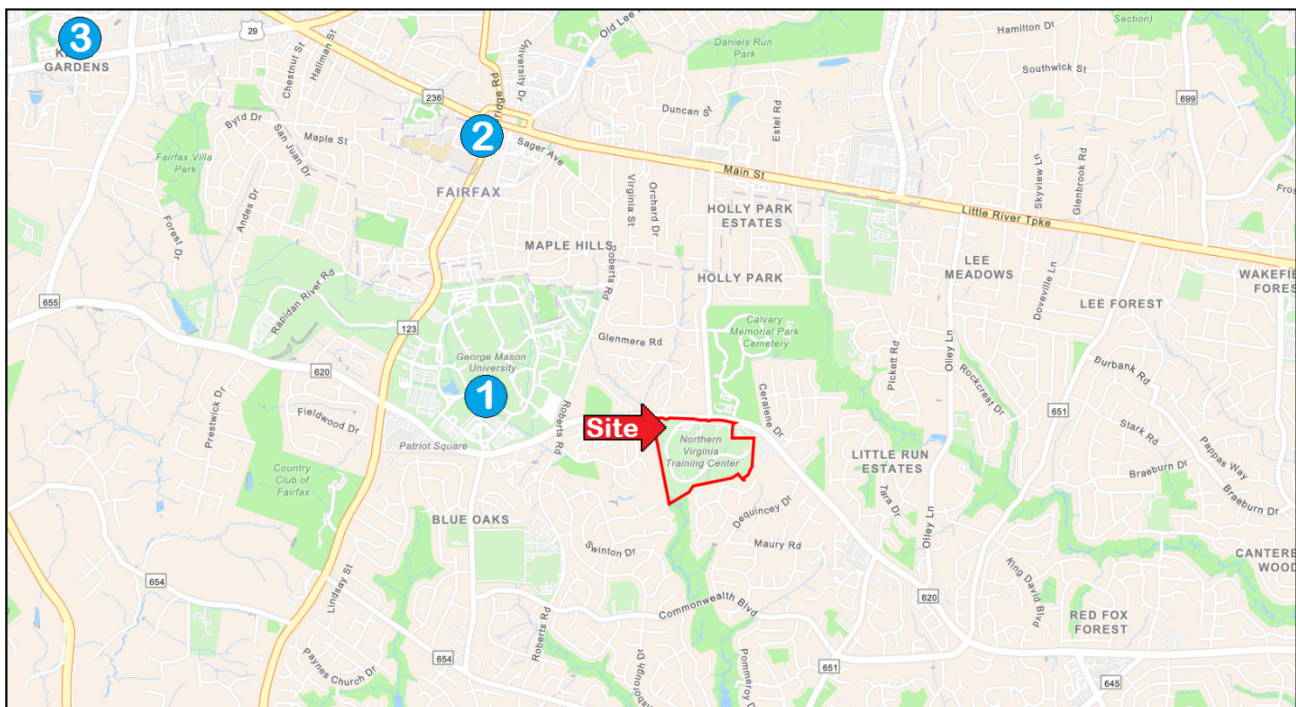 3
29
K
GARDENS
Chestnut St
Hallman St
University Dr
Old Lee
Daniels Run
Park
Section)
Hamilton Dr
Southwick St
699
236
ridge Rd
2
Duncan St
Estel Rd
Byrd Dr
Maple St
San Juan Dr
Sager Ave
Main St
Fairfax Villa
Park
FAIRFAX
Virginia St
Orchard Dr
HOLLY PARK
ESTATES
Skyview Ln
Glenbrook Rd
Fros
Little River Tpke
Andes Dr
Forest Dr
MAPLE HILLS
Roberts Rd
HOLLY PARK
LEE
MEADOWS
Doveville Ln
WAKEFIE
FORES
LEE FOREST
655
Rapidan River Rd
123
Glenmere Rd
Calvary
Memorial Park
Cemetery
George Mason
University
1
620
Pickett Rd
Olley Ln
Rockcrest Dr
Burbank Rd
651
Prestwick Dr
Fieldwood Dr
Patriot Square
Roberts Rd
Site
Ceralene Dr
Northern
Virginia
Training Center
Stark Rd
Pappas Way
LITTLE RUN
ESTATES
Braeburn Dr
Braeburn Dr
Country
Club of
Fairfax
Tara Dr
BLUE OAKS
Dequincey Dr
Olley Ln
Swinton Dr
Maury Rd
CANTERB
WOOD
654
Lindsay St
King David Blvd
620
Commonwealth Blvd
RED FOX
FOREST
Roberts Rd
654
Paynes Church Dr
651
Pommeroy D
645